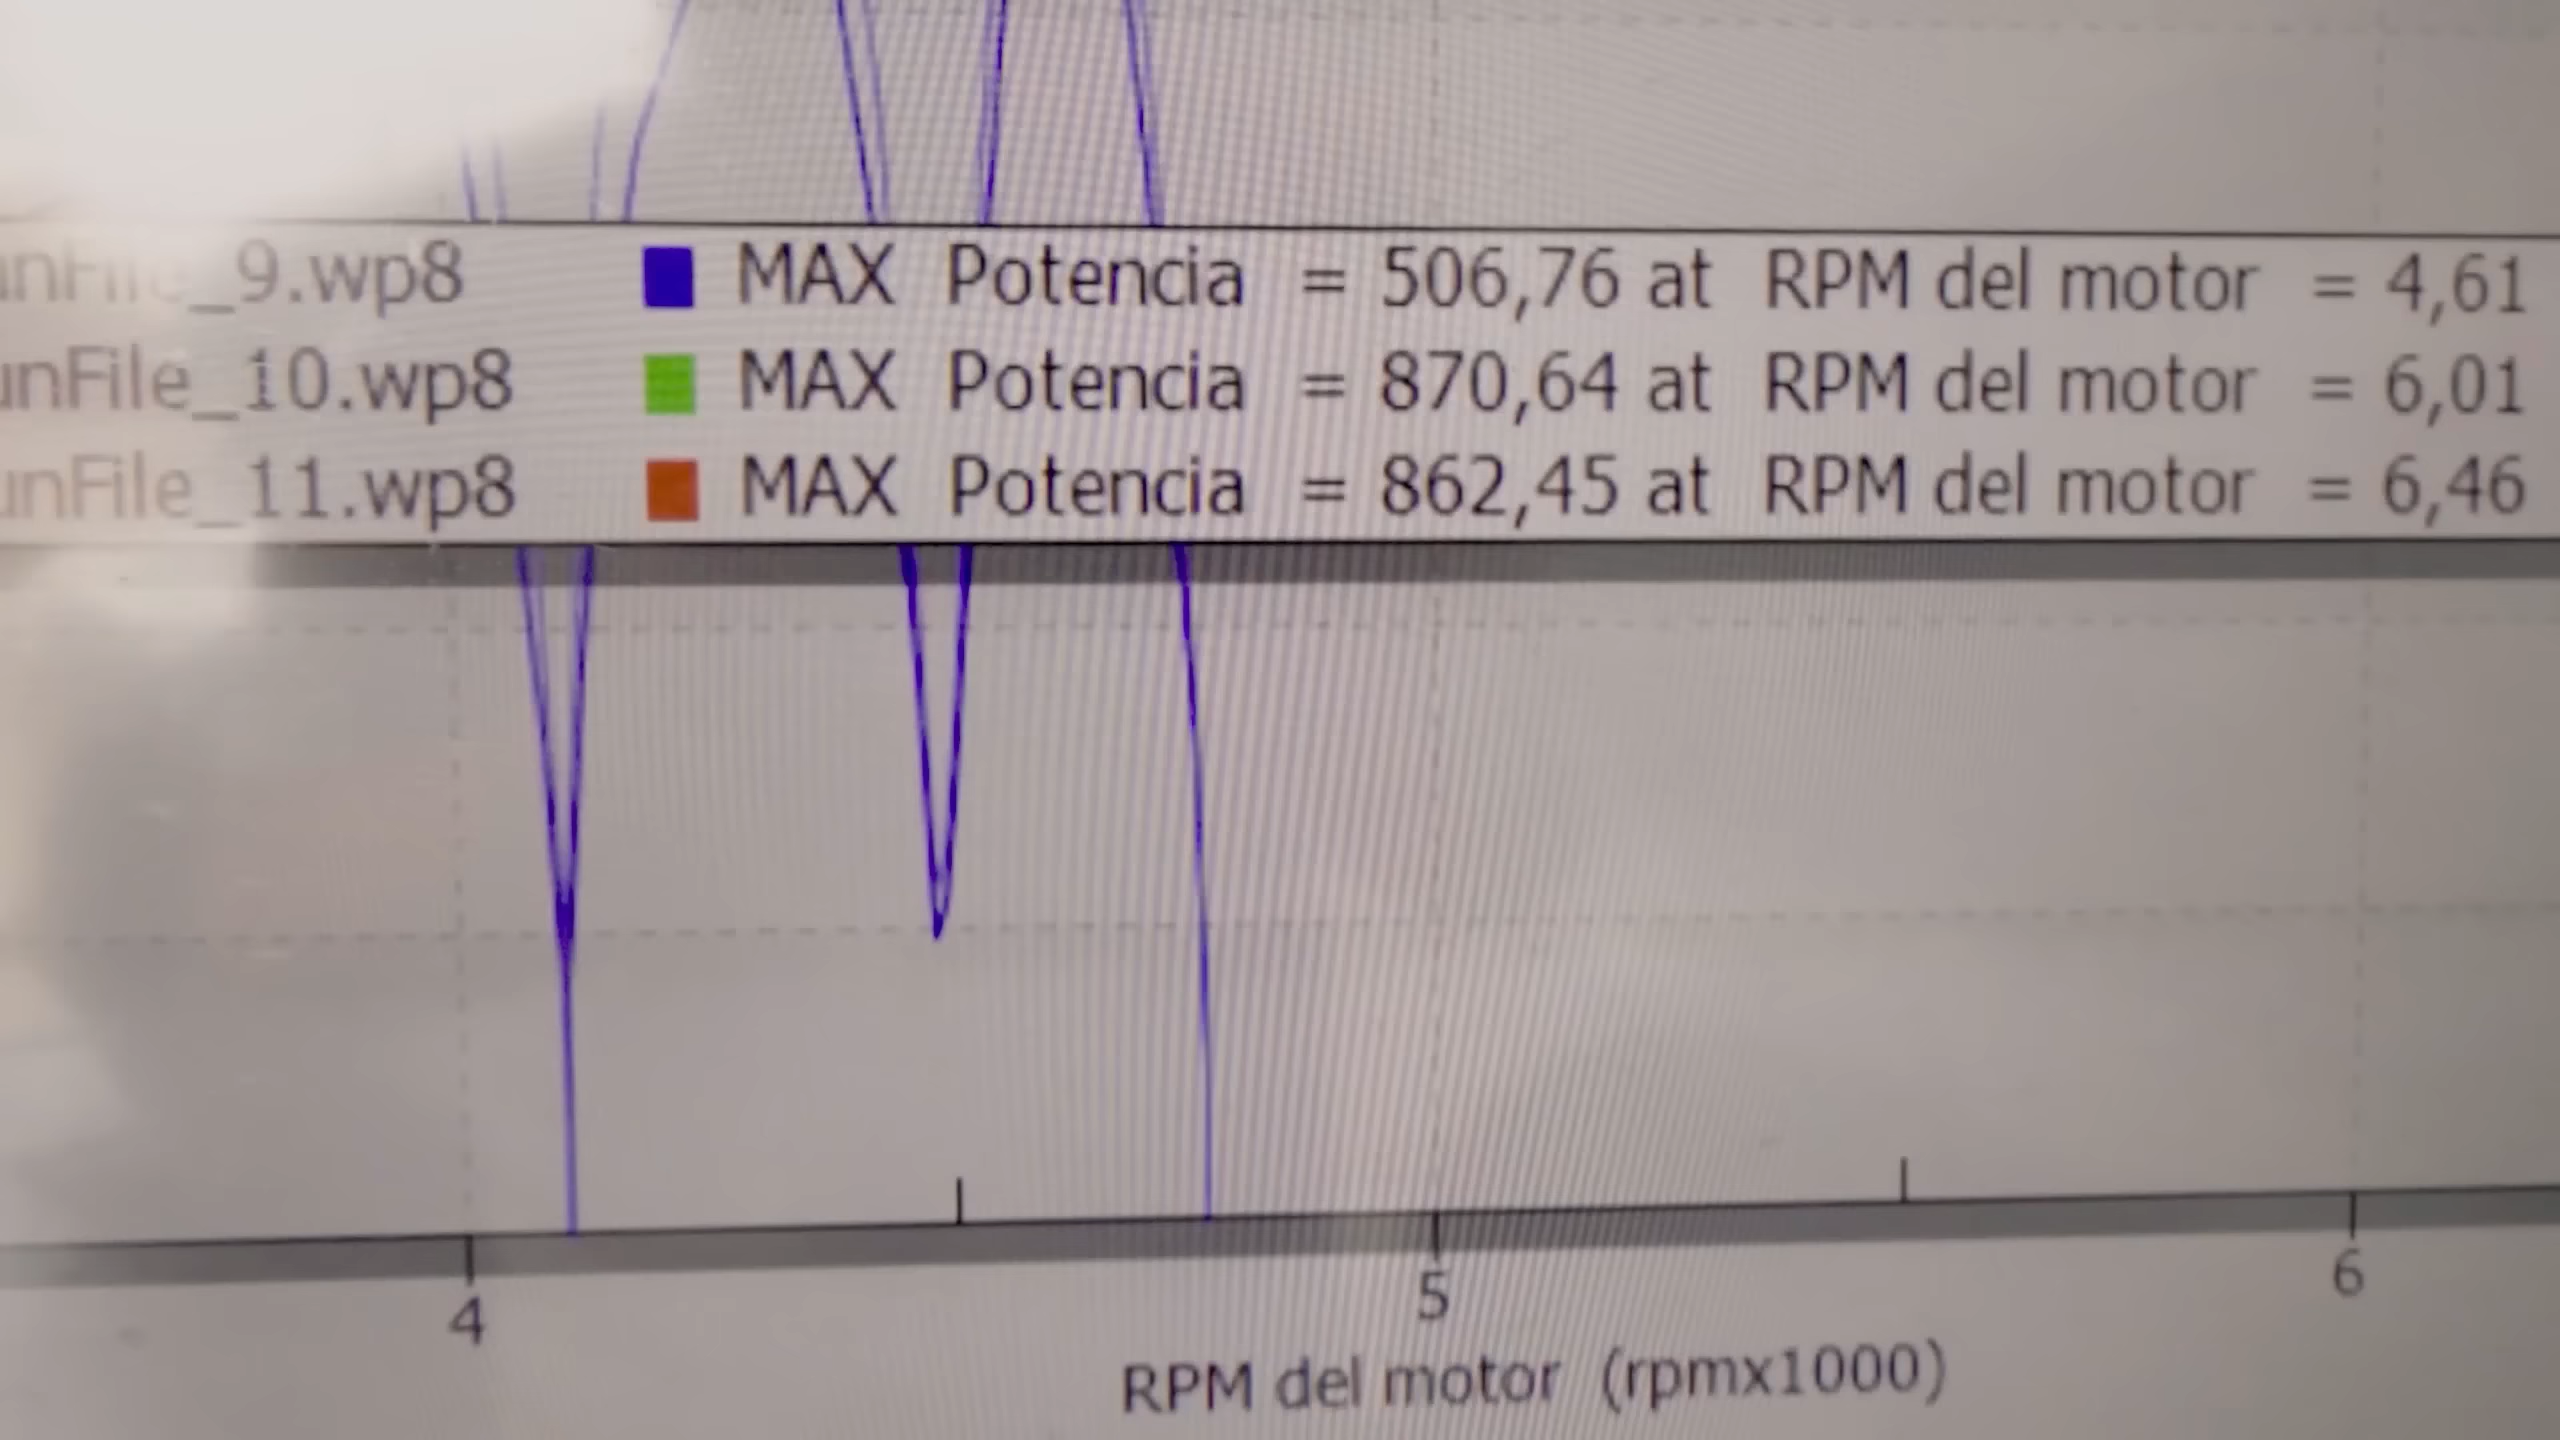 unFile_9.wp8 MAX Potencia = 506,76 at RPM del motor = 4,61
unFile_10.wp8 MAX Potencia = 870,64 at RPM del motor = 6,01
unFile_11.wp8 MAX Potencia = 862,45 at RPM del motor = 6,46
4 5 6
RPM del motor (rpmx1000)